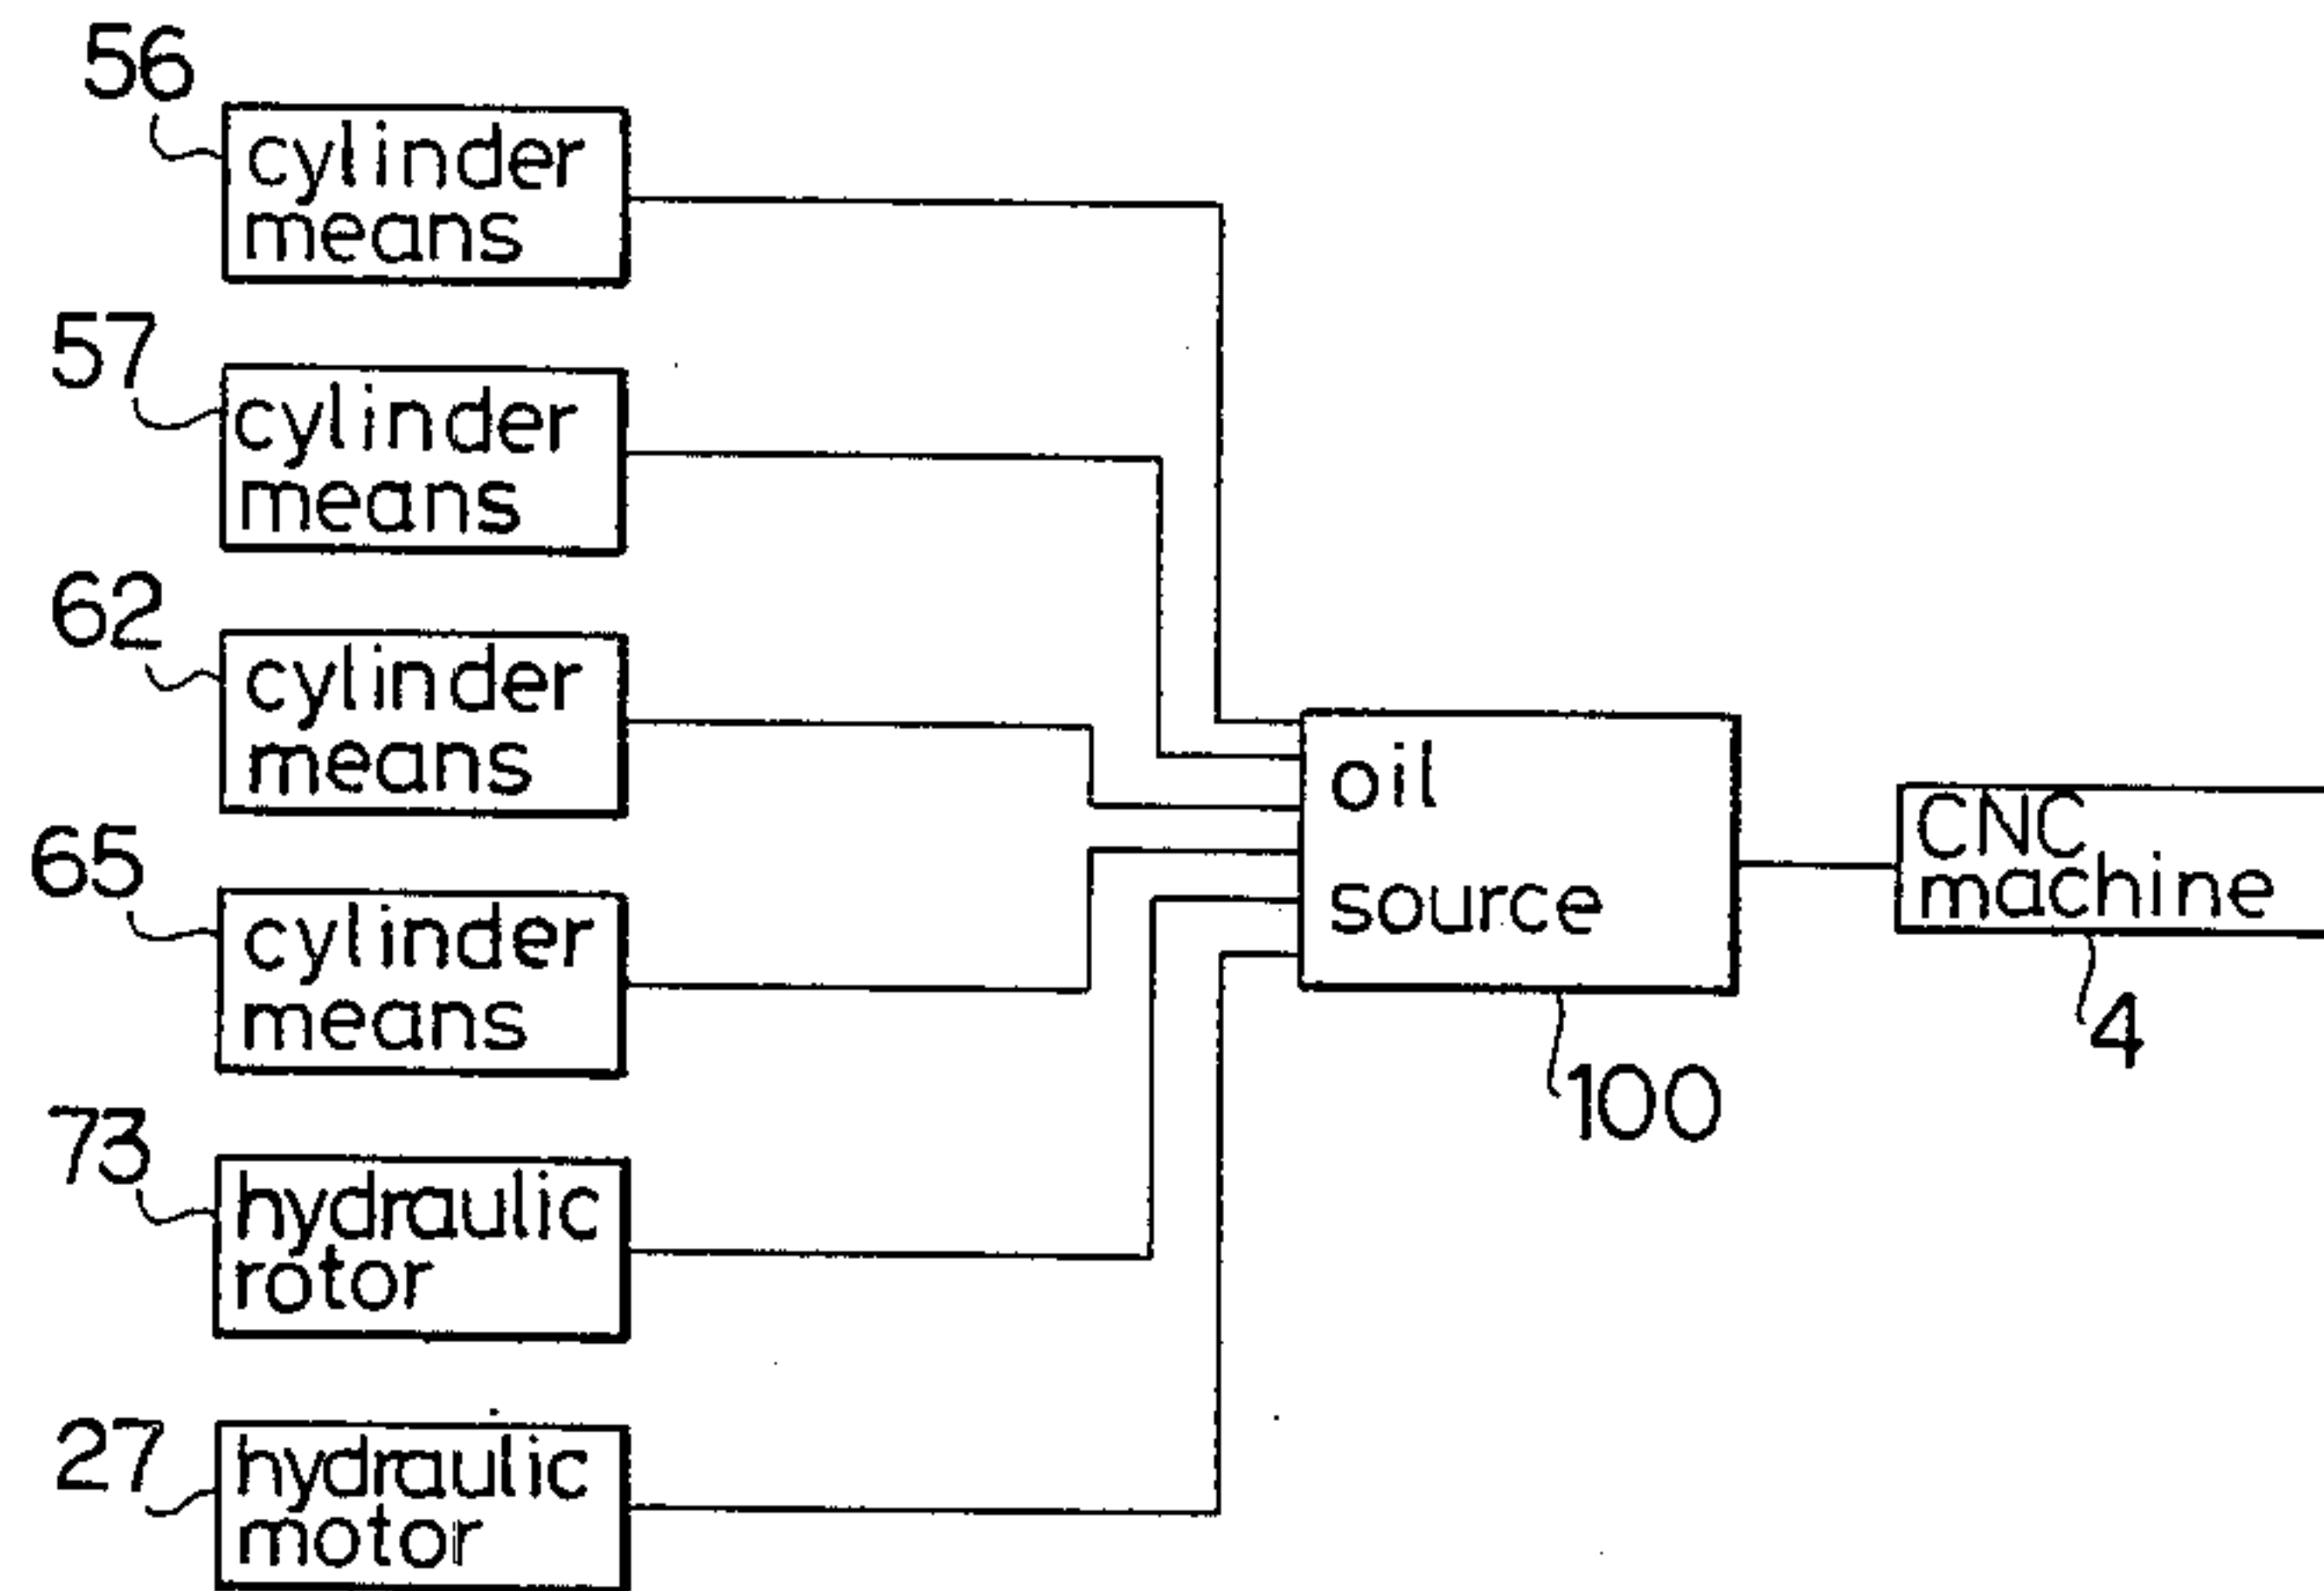 56
cylinder
means
57
cylinder
means
62
cylinder
means
65
cylinder
means
73
hydraulic
rotor
27
hydraulic
motor
oil
source
100
CNC
machine
4